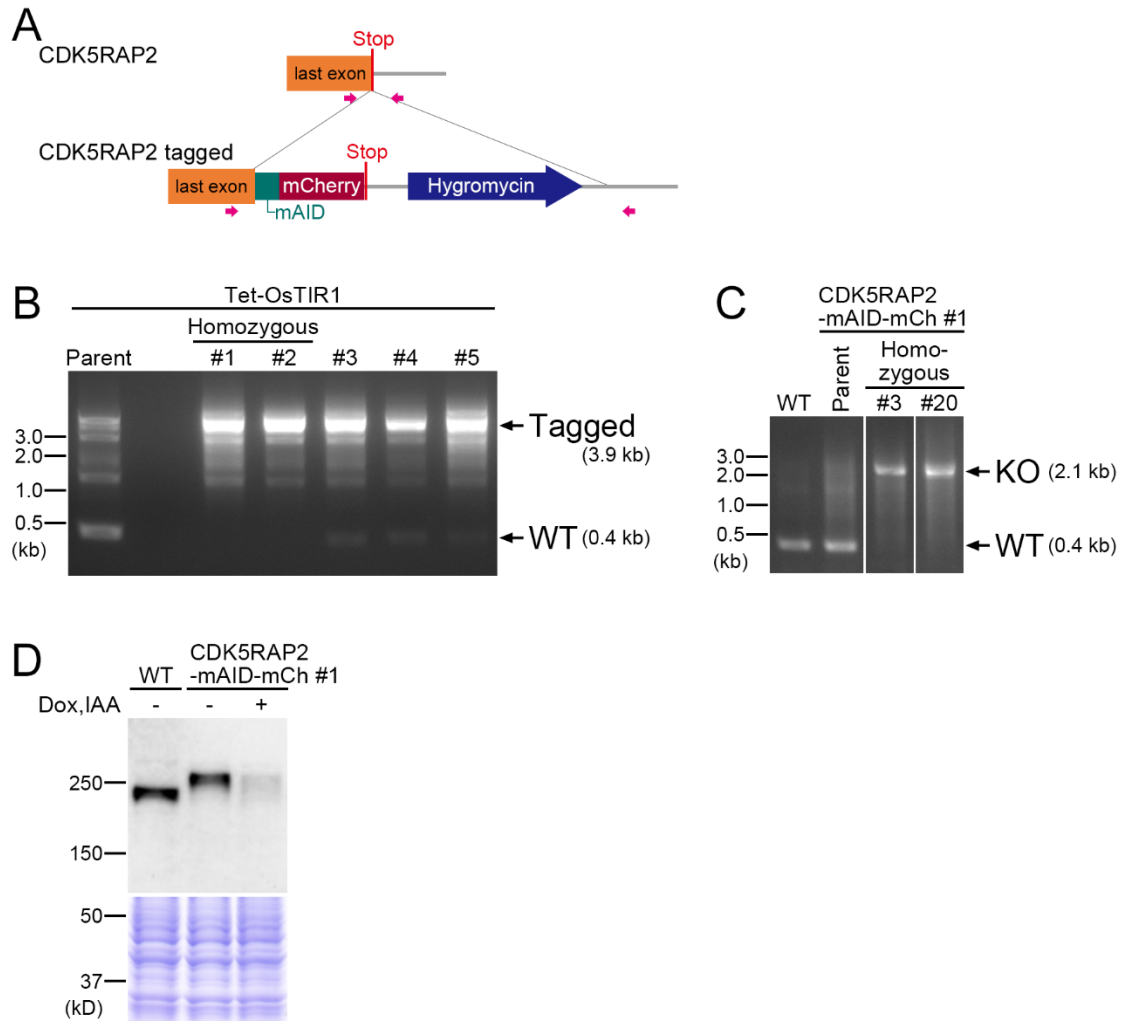 A
CDK5RAP2
Stop
last exon
CDK5RAP2 tagged
Stop
last exon
mCherry
Hygromycin
mAID
B
Tet-OsTIR1
Homozygous
Parent #1 #2 #3 #4 #5
3.0
2.0
1.0
0.5
(kb)
Tagged
(3.9 kb)
WT (0.4 kb)
C
CDK5RAP2
-mAID-mCh #1
Homo-
zygous
WT Parent #3 #20
3.0
2.0
1.0
0.5
(kb)
KO (2.1 kb)
WT (0.4 kb)
D
CDK5RAP2
WT -mAID-mCh #1
Dox,IAA - - +
250
150
50
37
(kD)